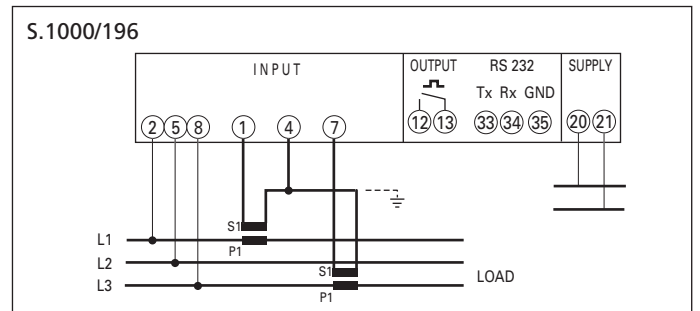 S.1000/196
INPUT
OUTPUT
RS 232
SUPPLY
Tx Rx GND
2 5 8 1 4 7
12 13
33 34 35
20 21
S1
L1
P1
L2
S1
LOAD
L3
P1